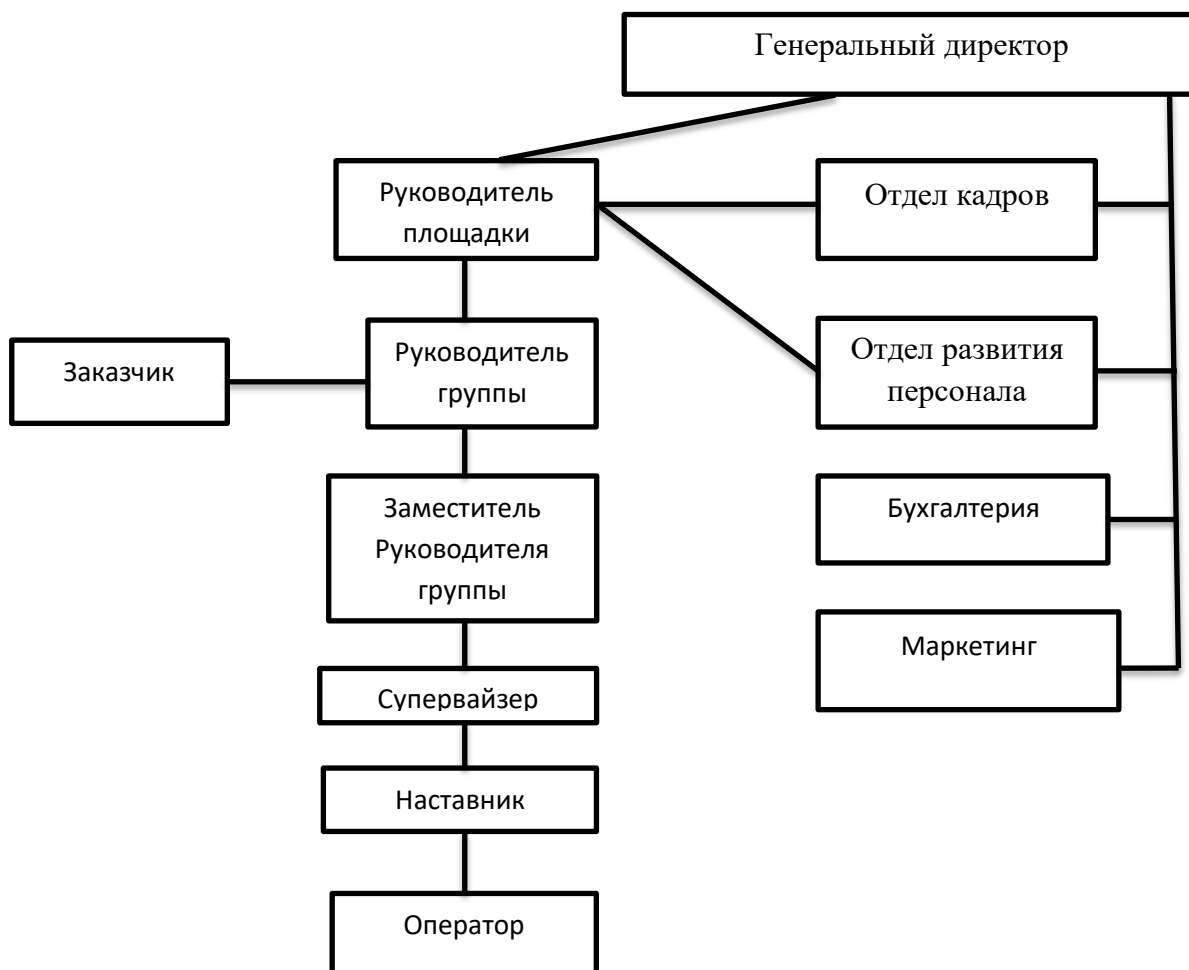 Генеральный директор
Руководитель
площадки
Отдел кадров
Заказчик
Руководитель
группы
Отдел развития
персонала
Заместитель
Руководителя
группы
Бухгалтерия
Маркетинг
Супервайзер
Наставник
Оператор